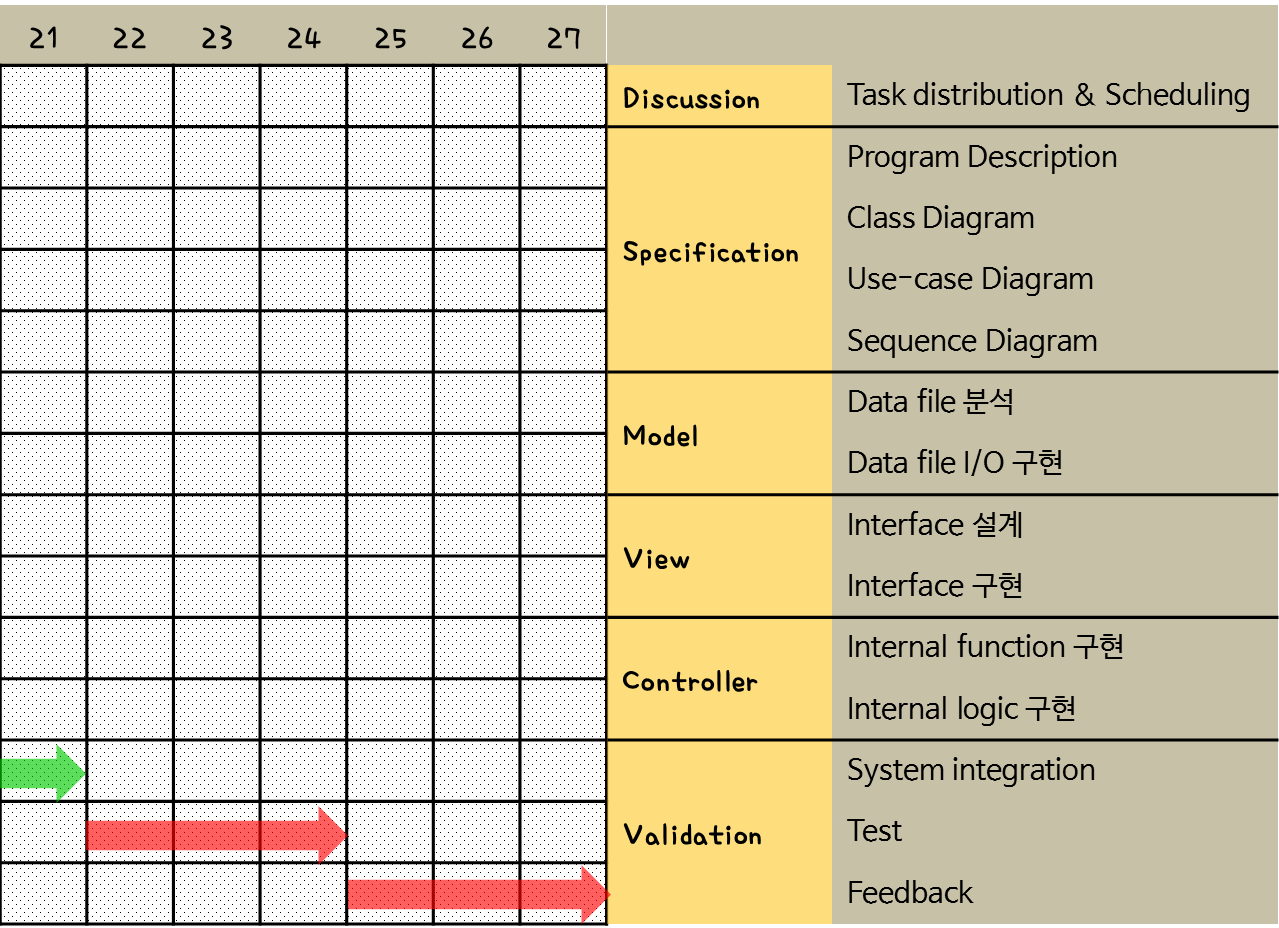 21 22 23 24 25 26 27
Discussion
Task distribution & Scheduling
Specification
Program Description
Class Diagram
Use-case Diagram
Sequence Diagram
Model
Data file 분석
Data file I/O 구현
View
Interface 설계
Interface 구현
Controller
Internal function 구현
Internal logic 구현
Validation
System integration
Test
Feedback